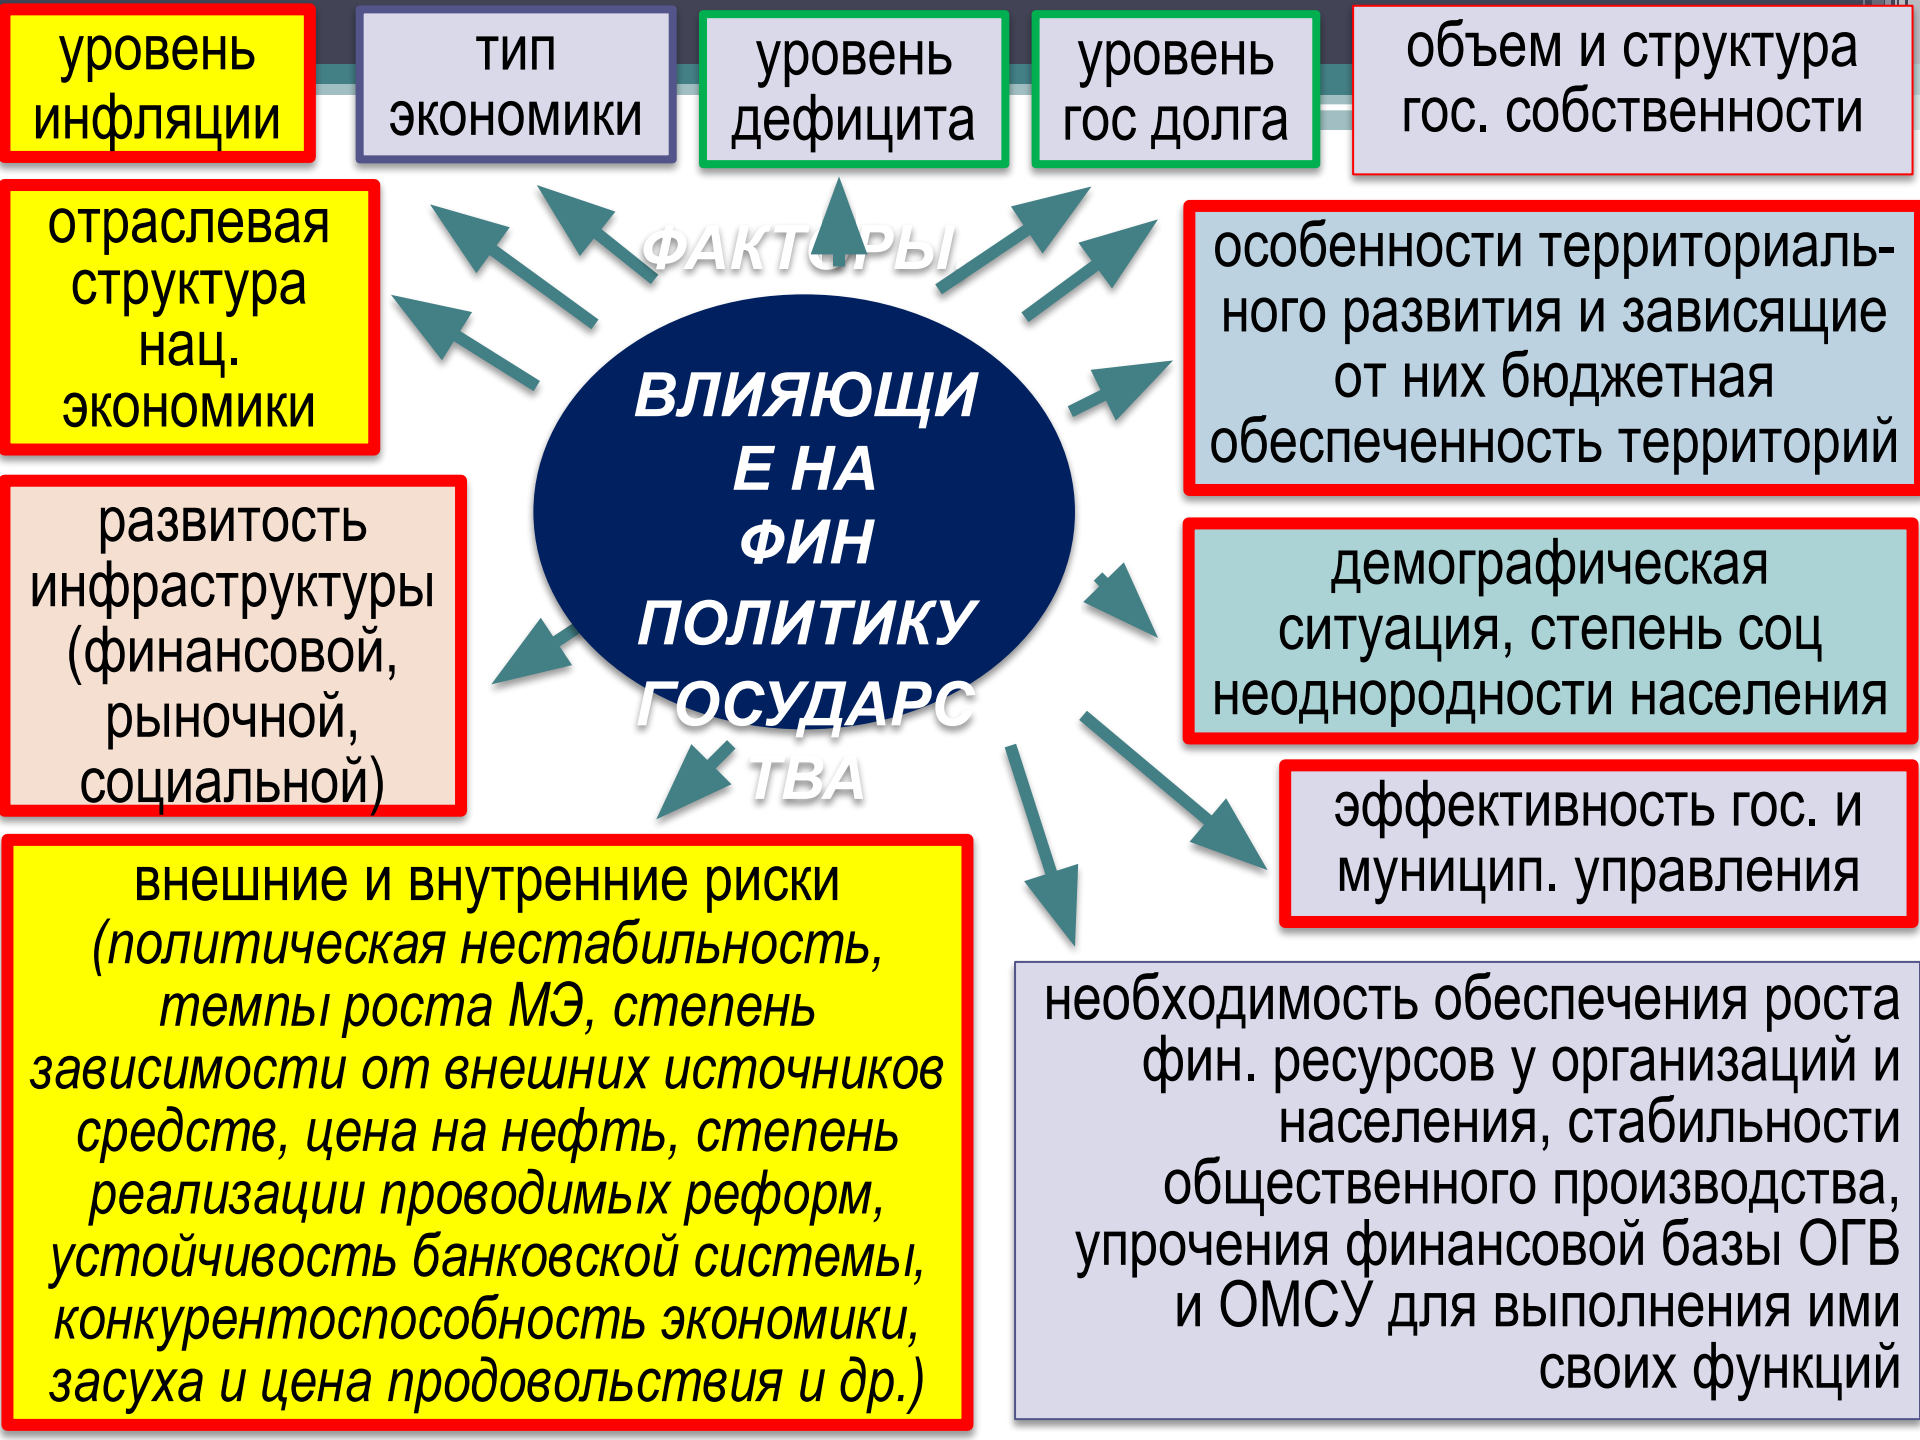 уровень
инфляции
тип
экономики
уровень
дефицита
уровень
гос долга
объем и структура
гос. собственности
отраслевая
структура
нац.
экономики
ФАКТОРЫ
ВЛИЯЮЩИ
Е НА
ФИН
ПОЛИТИКУ
ГОСУДАРС
ТВА
особенности территориаль-
ного развития и зависящие
от них бюджетная
обеспеченность территорий
развитость
инфраструктуры
(финансовой,
рыночной,
социальной)
демографическая
ситуация, степень соц
неоднородности населения
эффективность гос. и
муницип. управления
внешние и внутренние риски
(политическая нестабильность,
темпы роста МЭ, степень
зависимости от внешних источников
средств, цена на нефть, степень
реализации проводимых реформ,
устойчивость банковской системы,
конкурентоспособность экономики,
засуха и цена продовольствия и др.)
необходимость обеспечения роста
фин. ресурсов у организаций и
населения, стабильности
общественного производства,
упрочения финансовой базы ОГВ
и ОМСУ для выполнения ими
своих функций